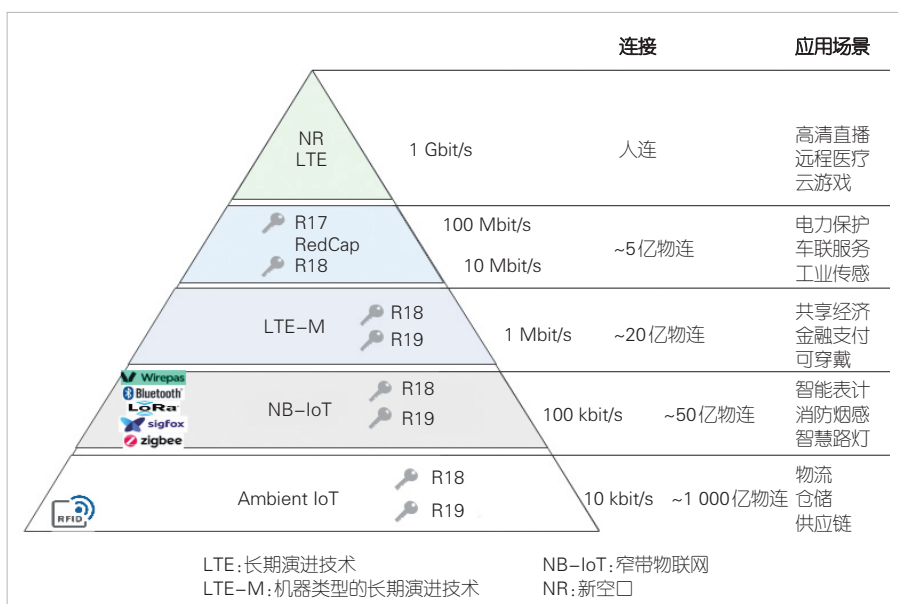 连接 应用场景
NR
LTE
1 Gbit/s
人连
高清直播
远程医疗
云游戏
R17
RedCap
R18
100 Mbit/s
10 Mbit/s
~5亿物连
电力保护
车联服务
工业传感
LTE-M
R18
R19
1 Mbit/s
~20亿物连
共享经济
金融支付
可穿戴
Wirepas
Bluetooth
LoRa
sigfox
zigbee
NB-IoT
R18
R19
100 kbit/s
~50亿物连
智能表计
消防烟感
智慧路灯
RFID
Ambient IoT
R18
R19
10 kbit/s
~1 000亿物连
物流
仓储
供应链
LTE:长期演进技术 NB-IoT:窄带物联网
LTE-M:机器类型的长期演进技术 NR:新空口